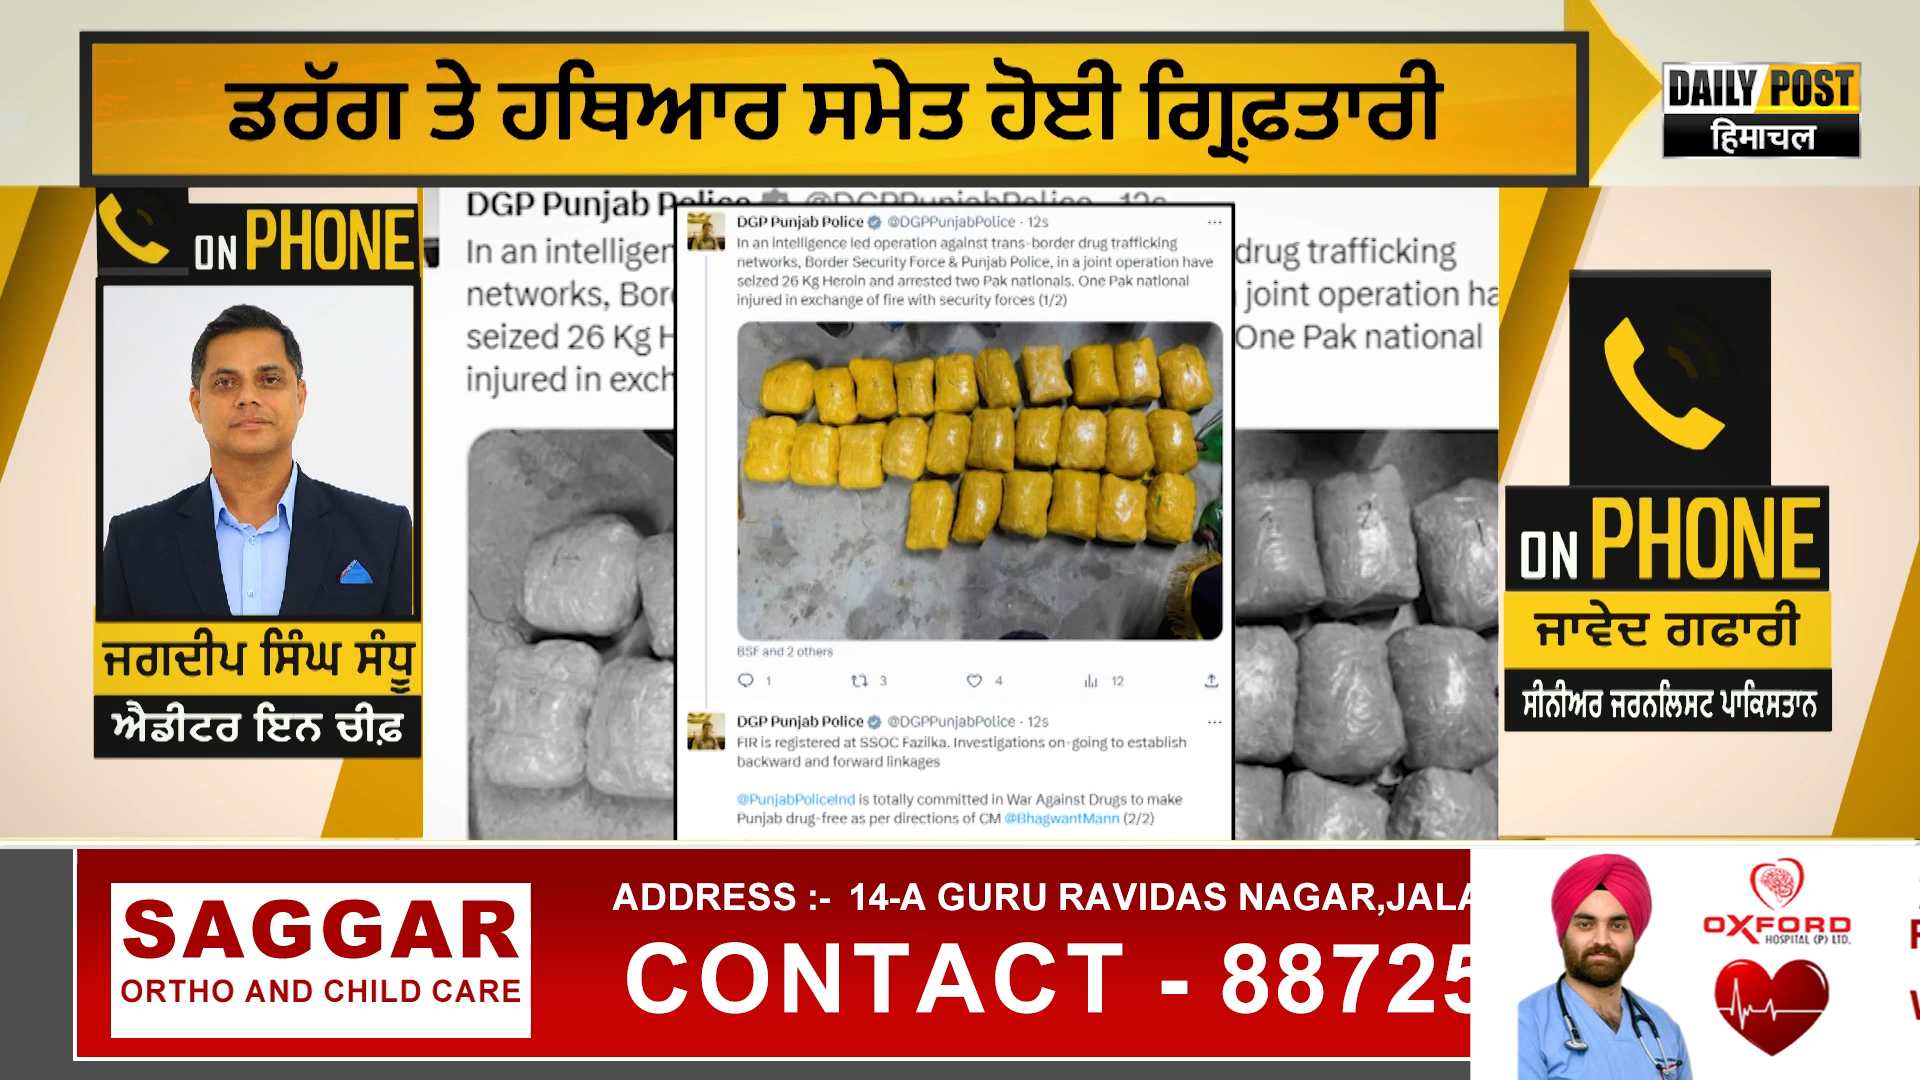 ਡਰੱਗ ਤੇ ਹਥਿਆਰ ਸਮੇਤ ਹੋਈ ਗ੍ਰਿਫ਼ਤਾਰੀ
DAILY POST
हिमाचल
ON PHONE
ਜਗਦੀਪ ਸਿੰਘ ਸੰਧੂ
ਐਡੀਟਰ ਇਨ ਚੀਫ਼
DGP Punjab Police @DGPPunjabPolice · 12s
In an intelligen
networks, Bor
seized 26 Kg H
injured in exch
drug trafficking
joint operation ha
One Pak national
DGP Punjab Police @DGPPunjabPolice · 12s
In an intelligence led operation against trans-border drug trafficking
networks, Border Security Force & Punjab Police, in a joint operation have
seized 26 Kg Heroin and arrested two Pak nationals. One Pak national
injured in exchange of fire with security forces (1/2)
BSF and 2 others
1 3 4 12
DGP Punjab Police @DGPPunjabPolice · 12s
FIR is registered at SSOC Fazilka. Investigations on-going to establish
backward and forward linkages
@PunjabPoliceInd is totally committed in War Against Drugs to make
Punjab drug-free as per directions of CM @BhagwantMann (2/2)
ON PHONE
ਜਾਵੇਦ ਗਫਾਰੀ
ਸੀਨੀਅਰ ਜਰਨਲਿਸਟ ਪਾਕਿਸਤਾਨ
SAGGAR
ORTHO AND CHILD CARE
ADDRESS :- 14-A GURU RAVIDAS NAGAR,JALA
CONTACT - 88725
OXFORD
HOSPITAL (P) LTD.